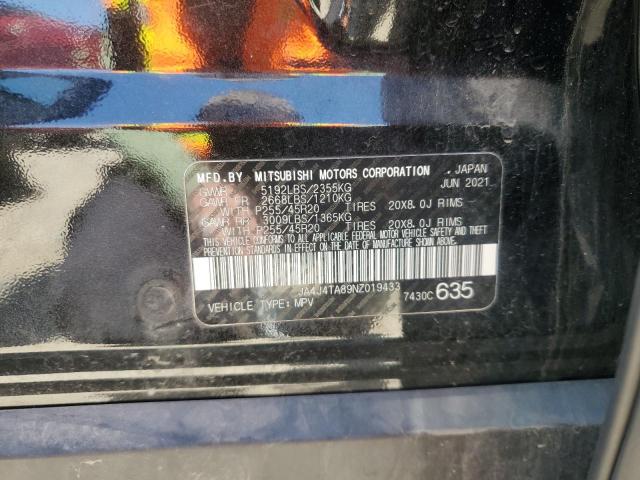 MFD.BY MITSUBISHI MOTORS CORPORATION JAPAN
GVWR 5192LBS/2355KG JUN 2021
GAWR FR 2668LBS/1210KG
WITH P255/45R20 TIRES 20X8.0J RIMS
GAWR RR 3009LBS/1365KG
WITH P255/45R20 TIRES 20X8.0J RIMS
THIS VEHICLE CONFORMS TO ALL APPLICABLE FEDERAL MOTOR VEHICLE SAFETY, BUMPER, AND THEFT
PREVENTION STANDARDS IN EFFECT ON THE DATE OF MANUFACTURE SHOWN ABOVE.
JA4J4TA89NZ019433
VEHICLE TYPE: MPV 7430C 635